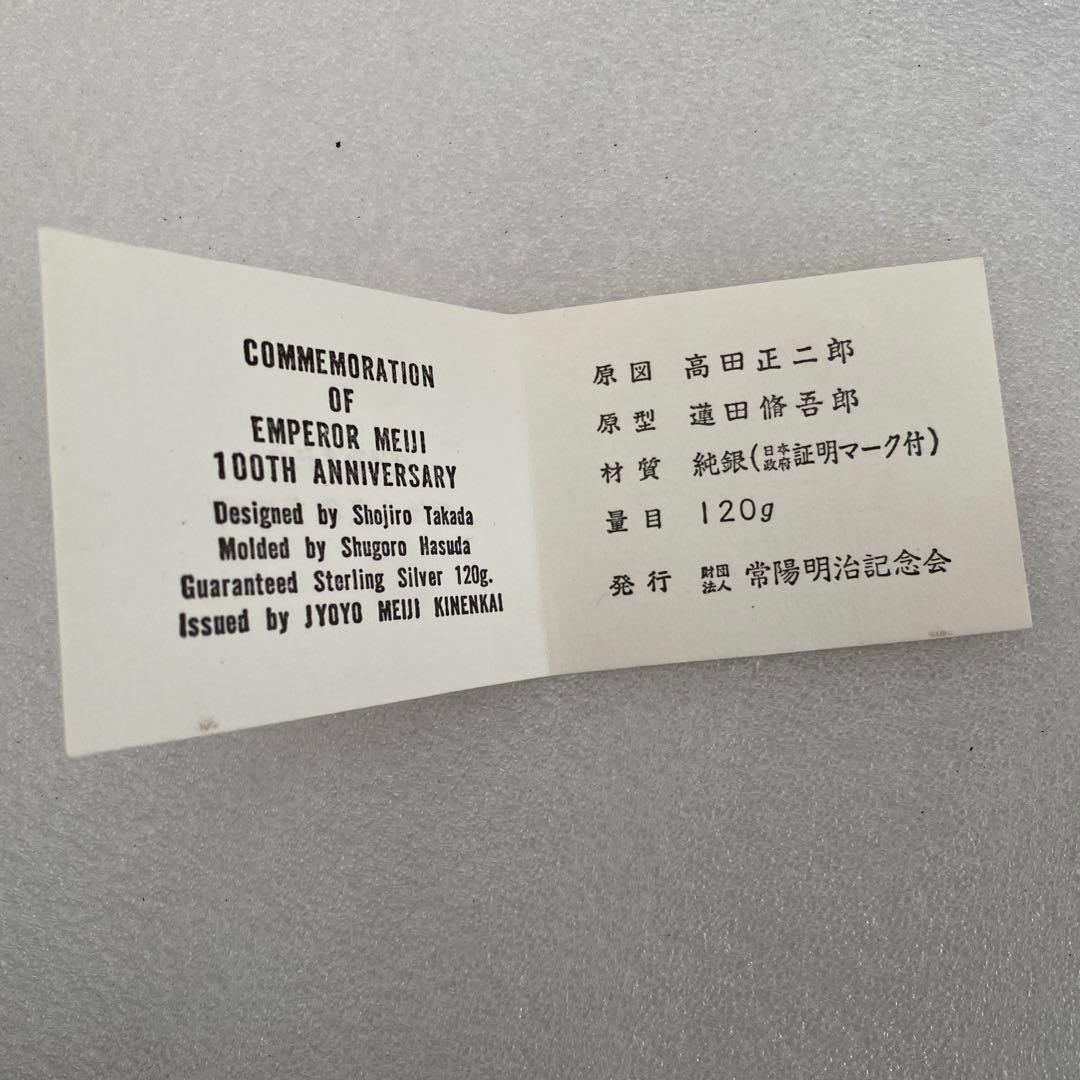 COMMEMORATION
OF
EMPEROR MEIJI
100TH ANNIVERSARY
Designed by Shojiro Takada
Molded by Shugoro Hasuda
Guaranteed Sterling Silver 120g.
Issued by JYOYO MEIJI KINENKAI
原図 高田正二郎
原型 蓮田脩吾郎
材質 純銀(日本政府証明マーク付)
量目 120g
発行 財団法人 常陽明治記念会